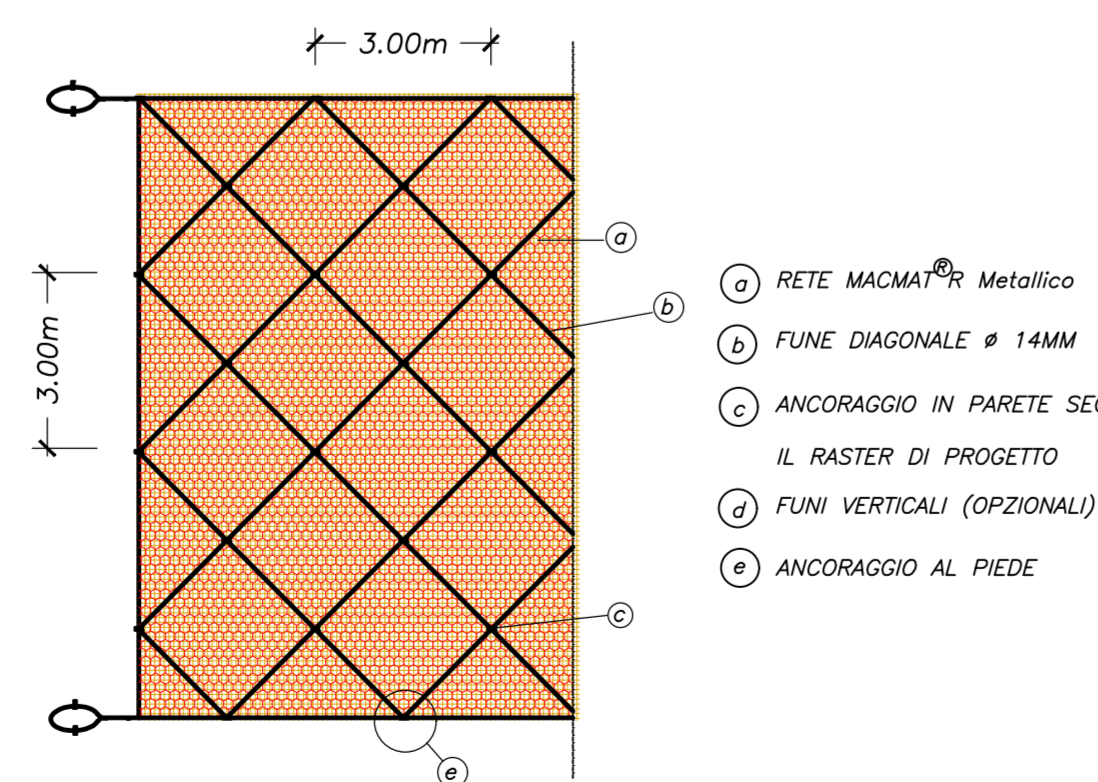 3.00m
3.00m
a
b
c
e
a RETE MACMAT®R Metallico
b FUNE DIAGONALE ø 14MM
c ANCORAGGIO IN PARETE
IL RASTER DI PROGETTO
d FUNI VERTICALI (OPZIONALI)
e ANCORAGGIO AL PIEDE